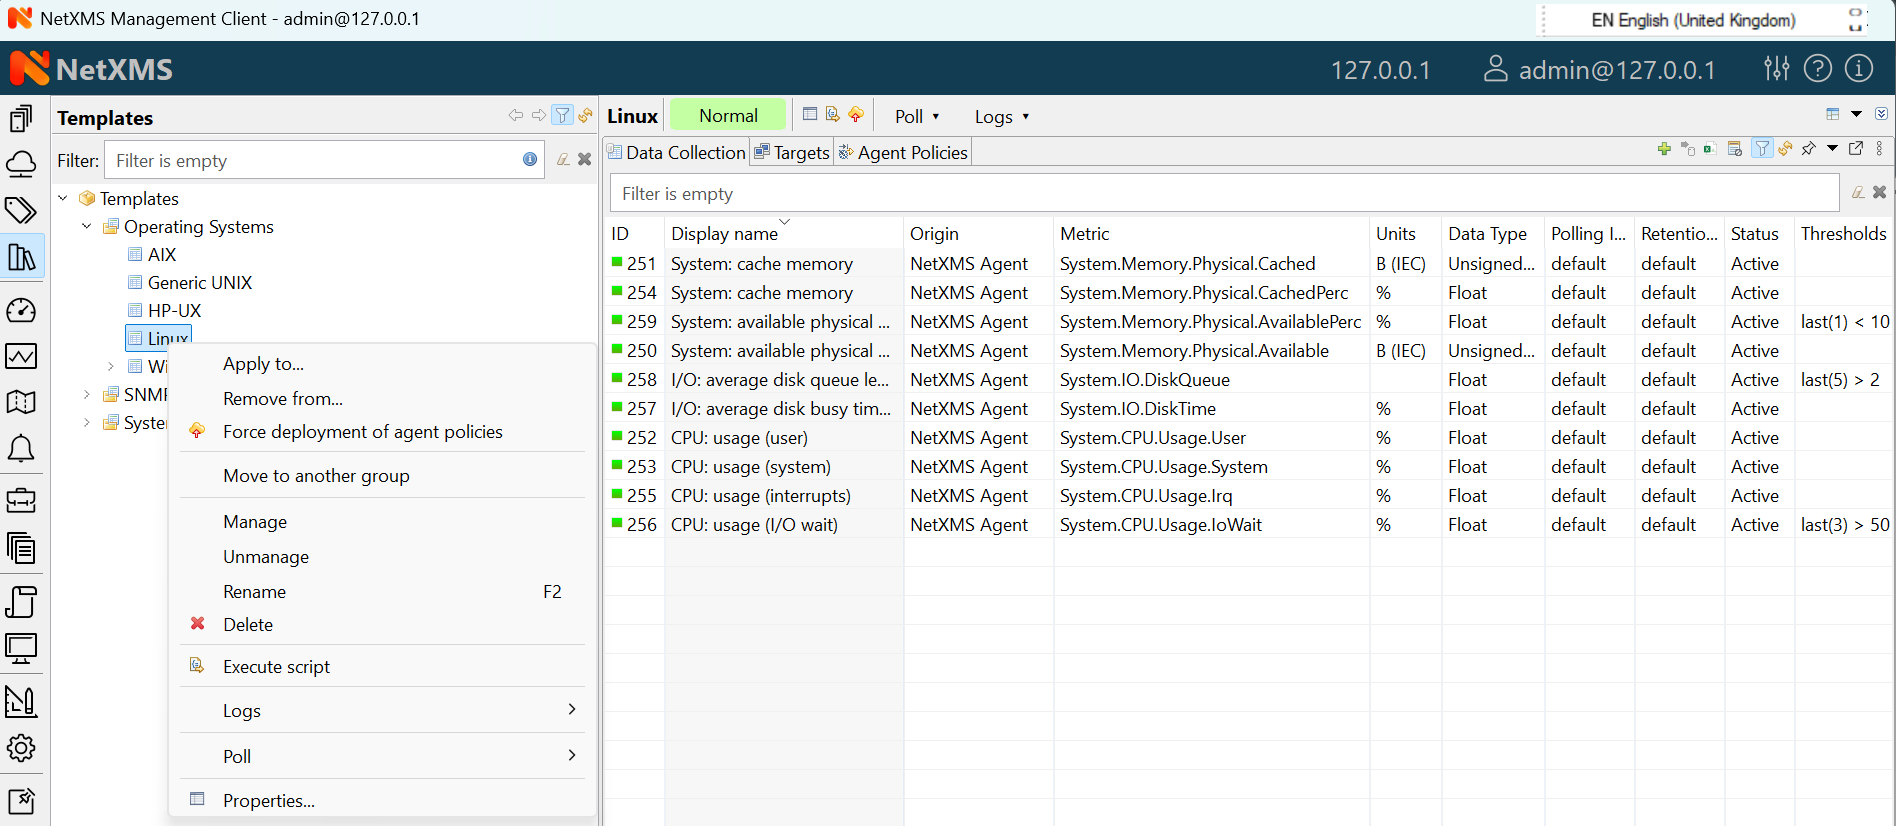 NetXMS Management Client - admin@127.0.0.1
EN English (United Kingdom)
NetXMS
127.0.0.1
admin@127.0.0.1
Templates
Filter:
Filter is empty
Templates
Operating Systems
AIX
Generic UNIX
HP-UX
Linux
Wi
SNMP
Syste
Apply to...
Remove from...
Force deployment of agent policies
Move to another group
Manage
Unmanage
Rename F2
Delete
Execute script
Logs
Poll
Properties...
Linux
Normal
Poll
Logs
Data Collection
Targets
Agent Policies
Filter is empty
ID Display name Origin Metric Units Data Type Polling I... Retentio... Status Thresholds
251 System: cache memory NetXMS Agent System.Memory.Physical.Cached B (IEC) Unsigned... default default Active
254 System: cache memory NetXMS Agent System.Memory.Physical.CachedPerc % Float default default Active
259 System: available physical ... NetXMS Agent System.Memory.Physical.AvailablePerc % Float default default Active last(1) < 10
250 System: available physical ... NetXMS Agent System.Memory.Physical.Available B (IEC) Unsigned... default default Active
258 I/O: average disk queue le... NetXMS Agent System.IO.DiskQueue Float default default Active last(5) > 2
257 I/O: average disk busy tim... NetXMS Agent System.IO.DiskTime % Float default default Active
252 CPU: usage (user) NetXMS Agent System.CPU.Usage.User % Float default default Active
253 CPU: usage (system) NetXMS Agent System.CPU.Usage.System % Float default default Active
255 CPU: usage (interrupts) NetXMS Agent System.CPU.Usage.Irq % Float default default Active
256 CPU: usage (I/O wait) NetXMS Agent System.CPU.Usage.IoWait % Float default default Active last(3) > 50